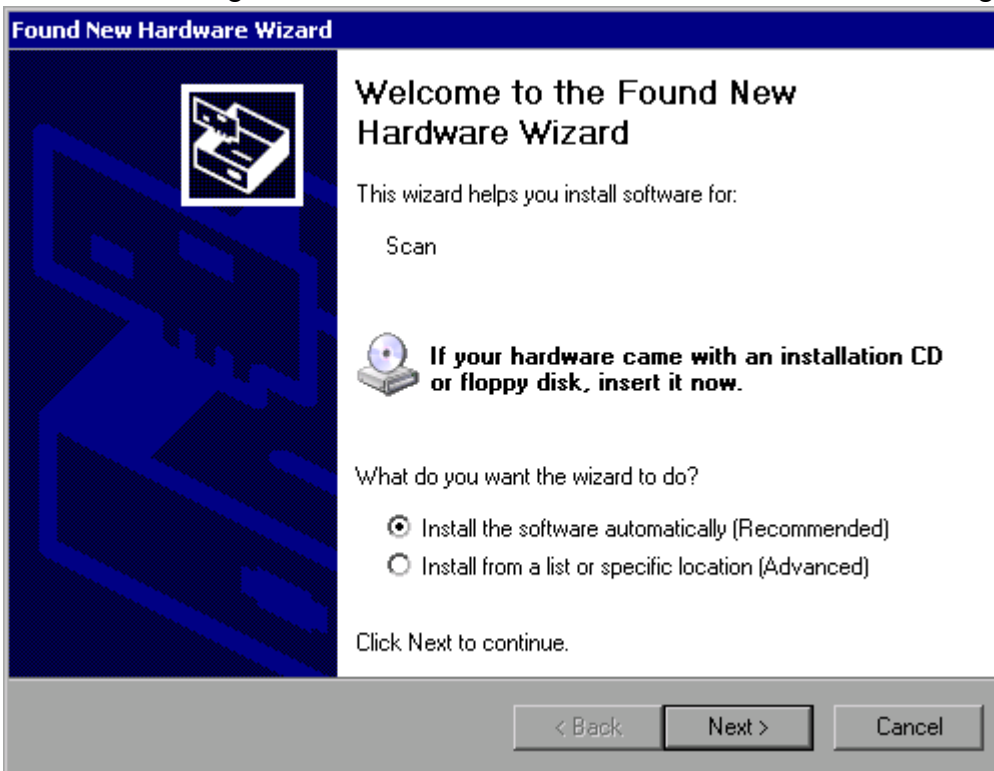 Found New Hardware Wizard
Welcome to the Found New
Hardware Wizard
This wizard helps you install software for:
Scan
If your hardware came with an installation CD
or floppy disk, insert it now.
What do you want the wizard to do?
Install the software automatically (Recommended)
Install from a list or specific location (Advanced)
Click Next to continue.
< Back
Next >
Cancel